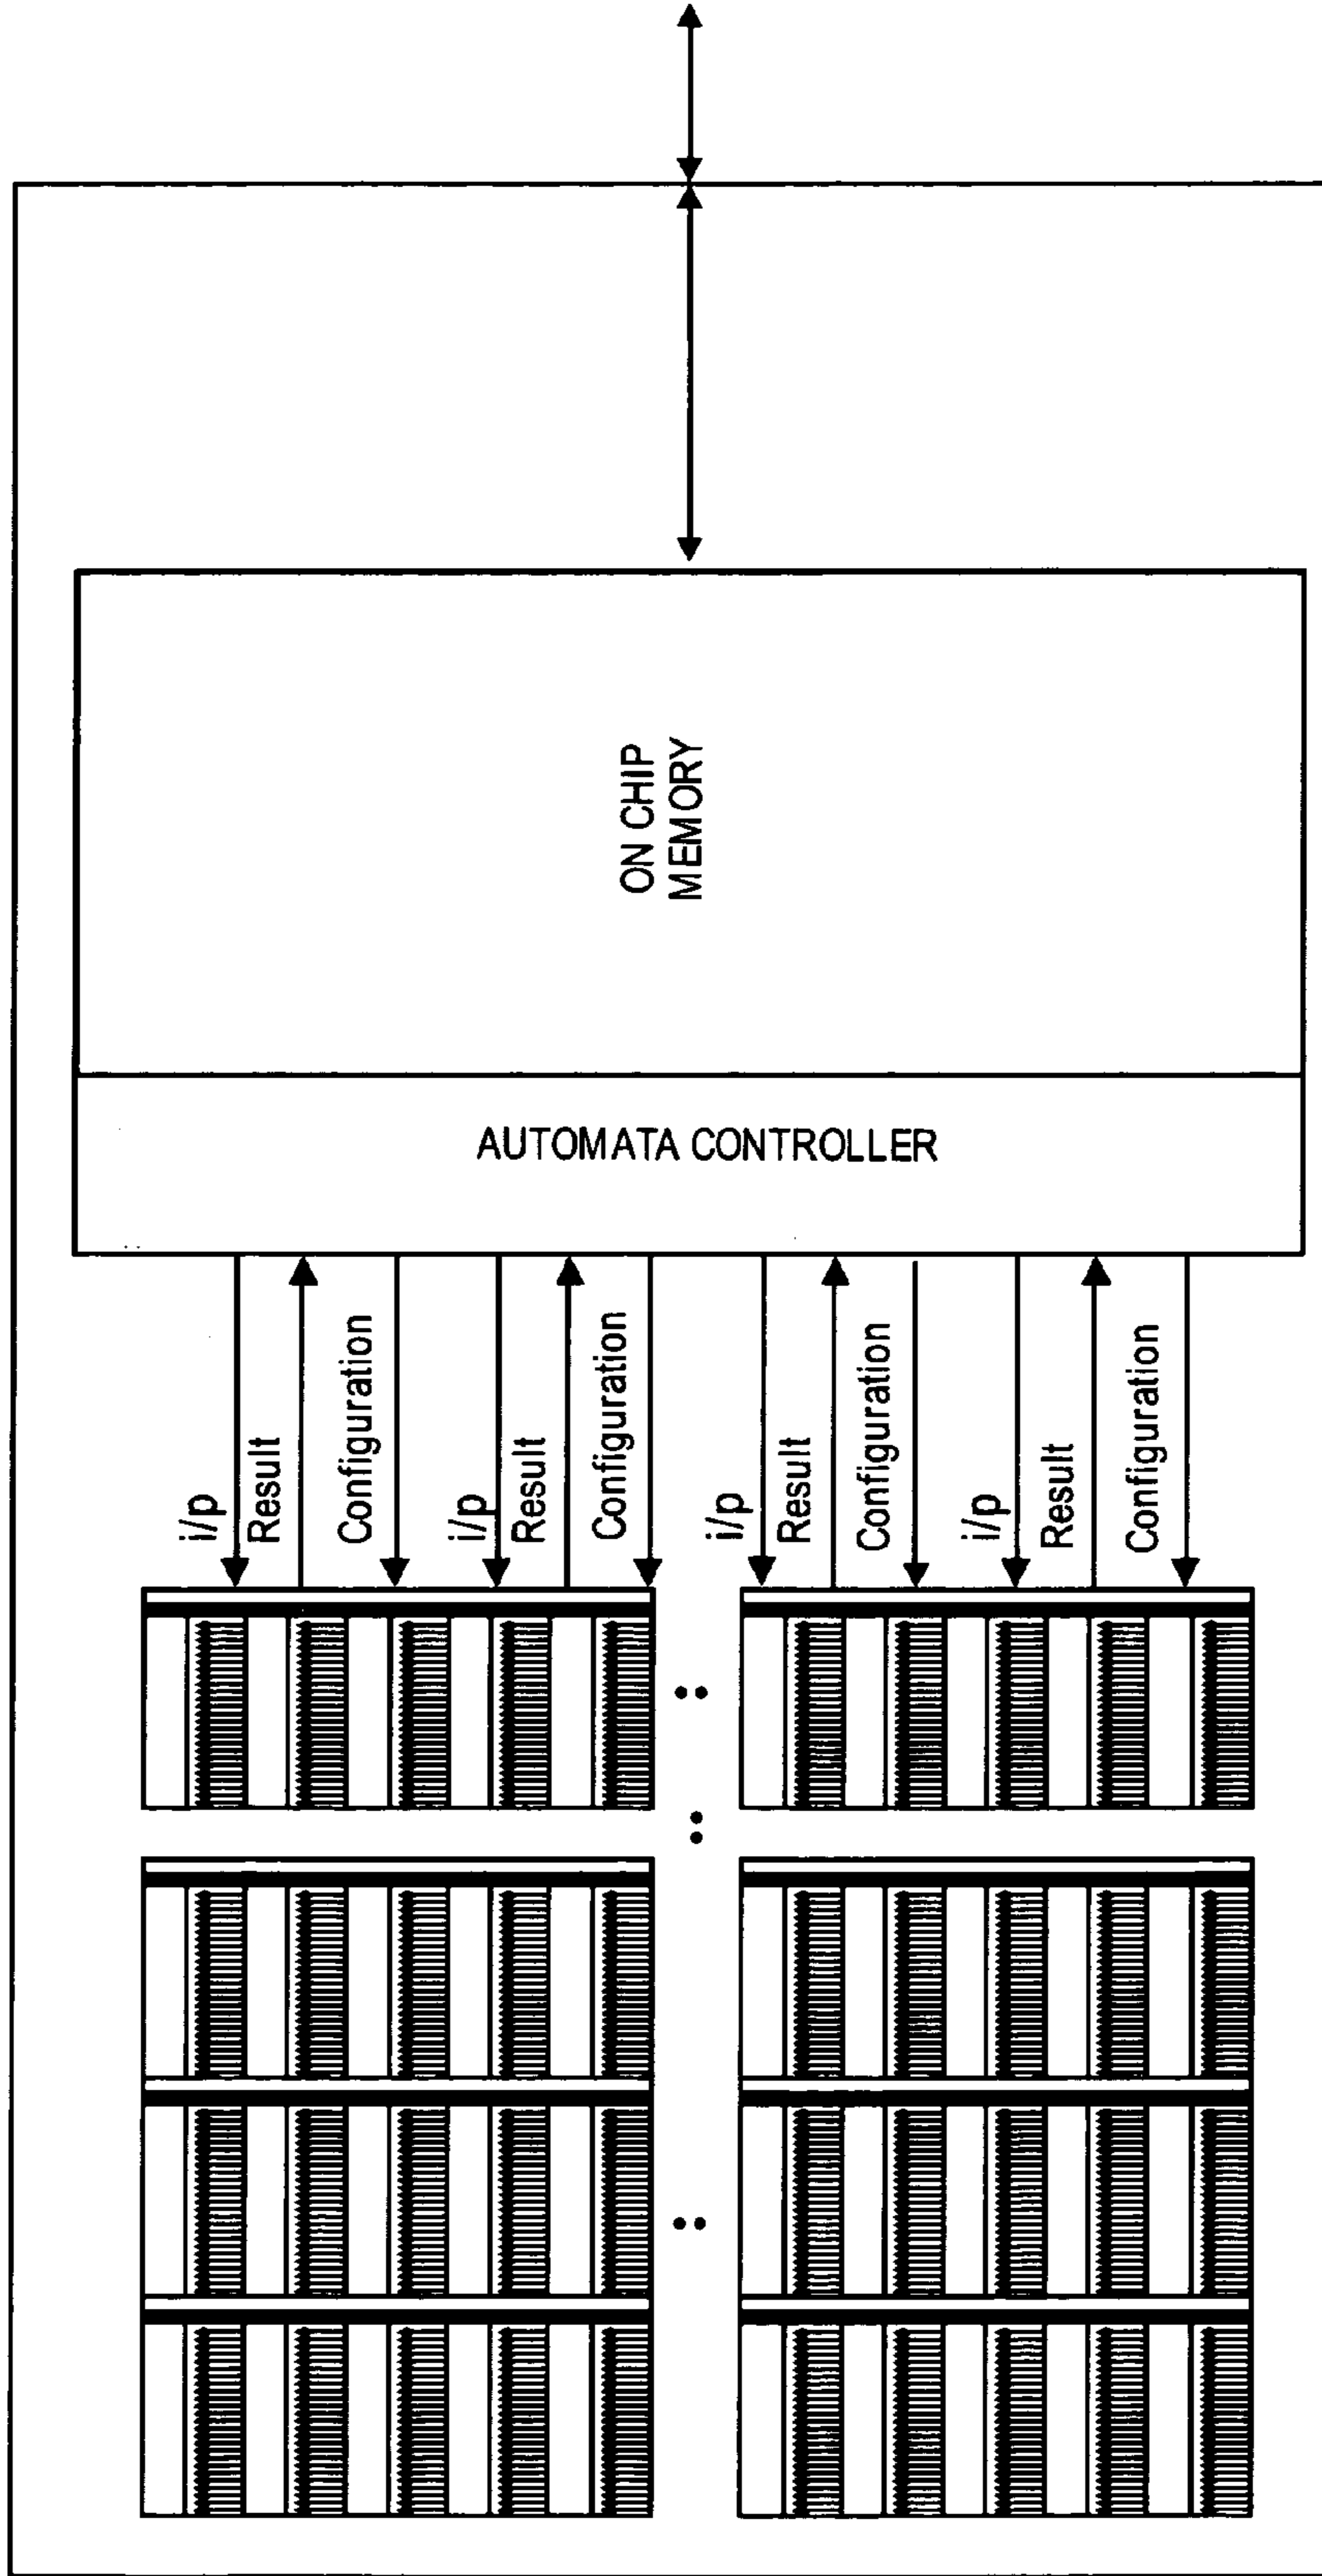 ON CHIP
MEMORY
AUTOMATA CONTROLLER
i/p
Result
Configuration
i/p
Result
Configuration
i/p
Result
Configuration
i/p
Result
Configuration